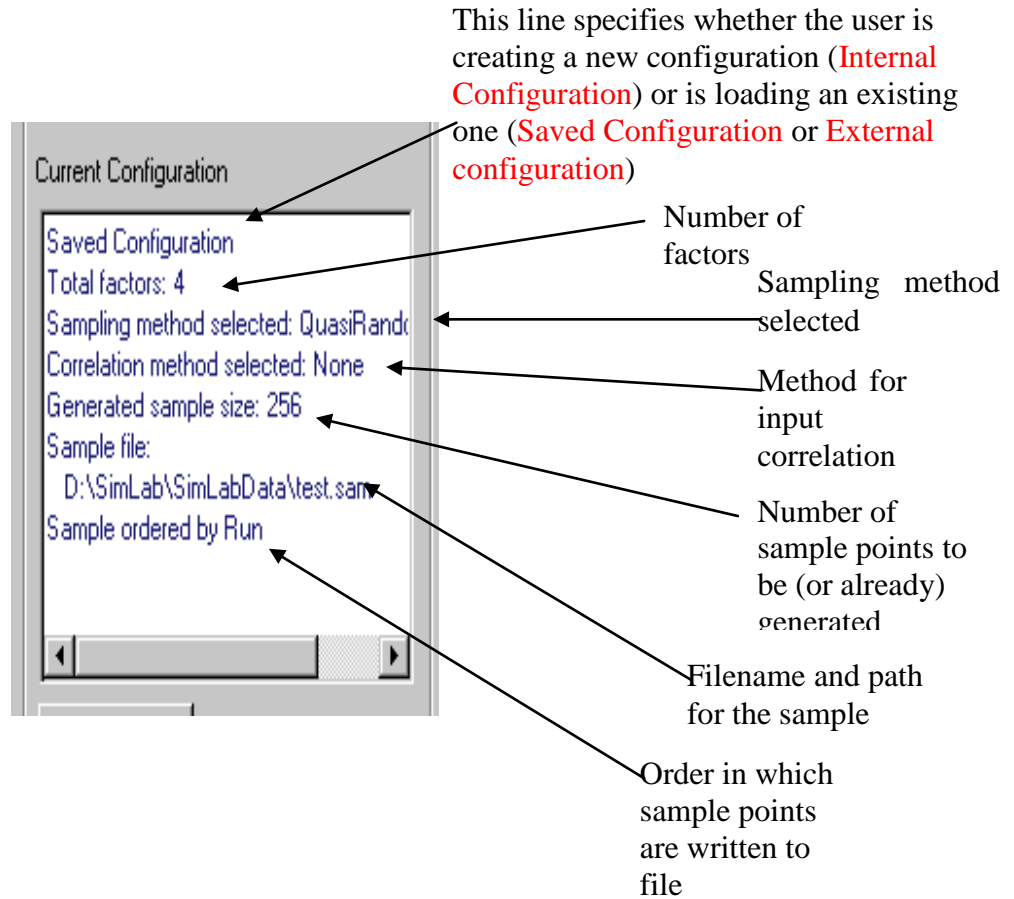 This line specifies whether the user is
creating a new configuration (Internal
Configuration) or is loading an existing
one (Saved Configuration or External
configuration)
Current Configuration
Saved Configuration
Total factors: 4
Sampling method selected: QuasiRando
Correlation method selected: None
Generated sample size: 256
Sample file:
D:\SimLab\SimLabData\test.sam
Sample ordered by Run
Number of
factors
Sampling method
selected
Method for
input
correlation
Number of
sample points to
be (or already)
generated
Filename and path
for the sample
Order in which
sample points
are written to
file